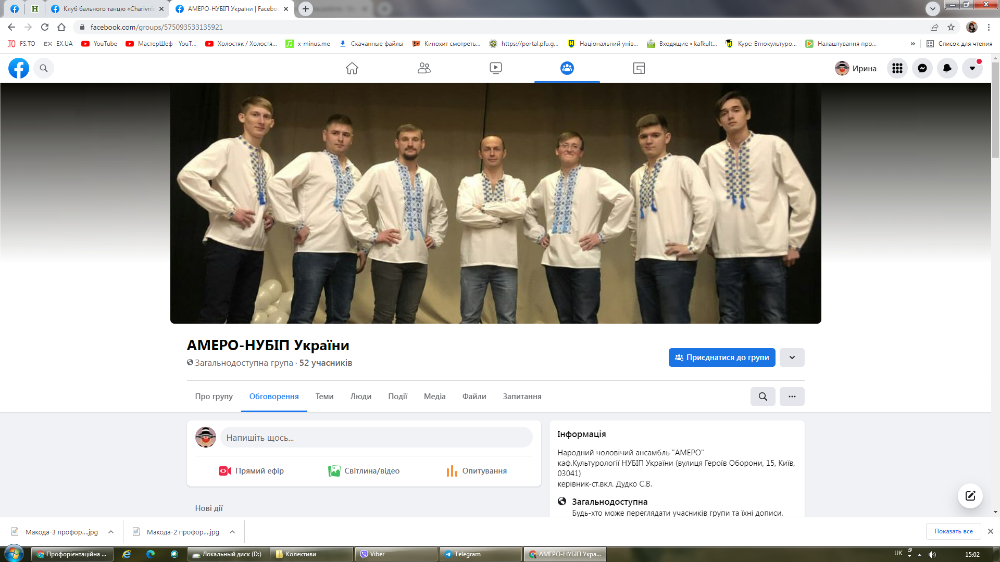 Клуб бального танцю «Charivnis
АМЕРО-НУБІП України | Facebo
facebook.com/groups/575093533135921
FS.TO
EX.UA
YouTube
МастерШеф - YouT...
Холостяк / Холостя...
x-minus.me
Скачанные файлы
Кинохит смотреть...
https://portal.pfu.g...
Національний унів...
Входящие • kafkult...
Курс: Етнокультуро...
Налаштування про...
»
Список для чтения
Ирина
АМЕРО-НУБІП України
Загальнодоступна група · 52 учасників
Приєднатися до групи
Про групу
Обговорення
Теми
Люди
Події
Медіа
Файли
Запитання
Напишіть щось...
Прямий ефір
Світлина/відео
Опитування
Нові дії
Інформація
Народний чоловічий ансамбль "АМЕРО"
каф.Культурології НУБІП України (вулиця Героїв Оборони, 15, Київ,
03041)
керівник-ст.вкл. Дудко С.В.
Загальнодоступна
Будь-хто може переглядати учасників групи та їхні дописи.
Макода-3 профор....jpg
Макода-2 профор....jpg
Показать все
Профорієнтаційна ...
Локальный диск (D:)
Колективи
Viber
Telegram
АМЕРО-НУБІП Укра...
UK
15:02